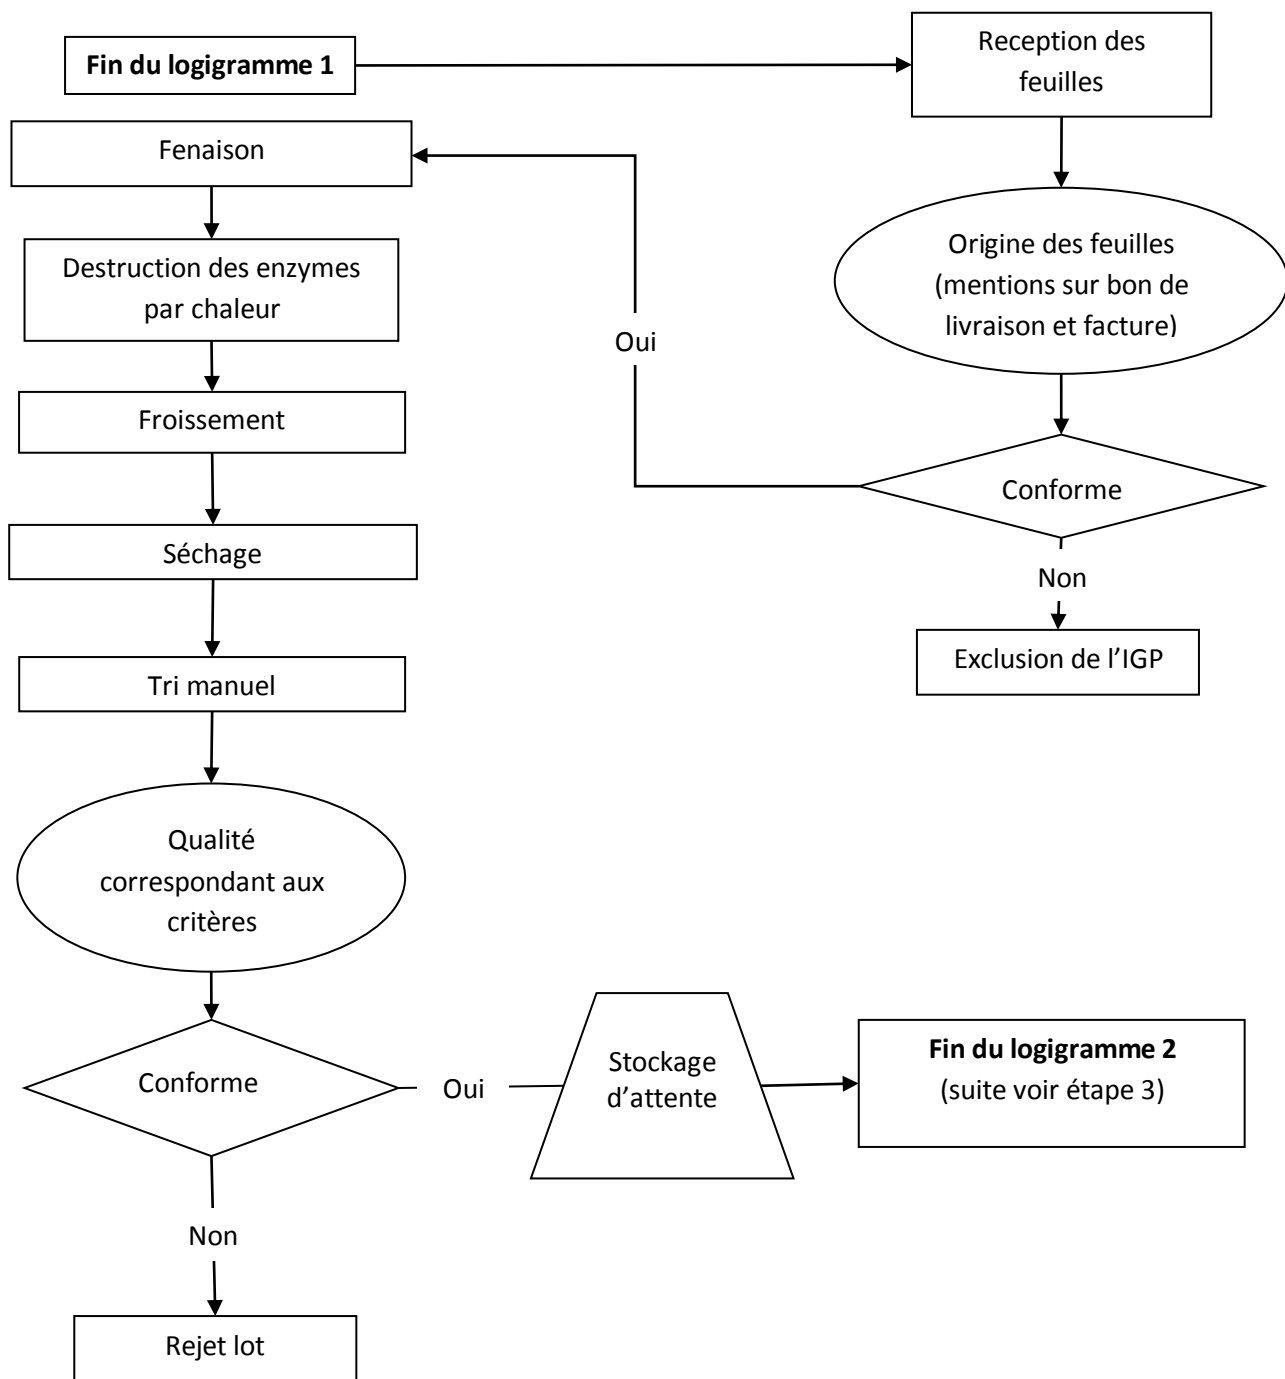 Fin du logigramme 1
Reception des
feuilles
Origine des feuilles
(mentions sur bon de
livraison et facture)
Conforme
Oui
Non
Exclusion de l’IGP
Fenaison
Destruction des enzymes
par chaleur
Froissement
Séchage
Tri manuel
Qualité
correspondant aux
critères
Conforme
Oui
Stockage
d’attente
Fin du logigramme 2
(suite voir étape 3)
Non
Rejet lot